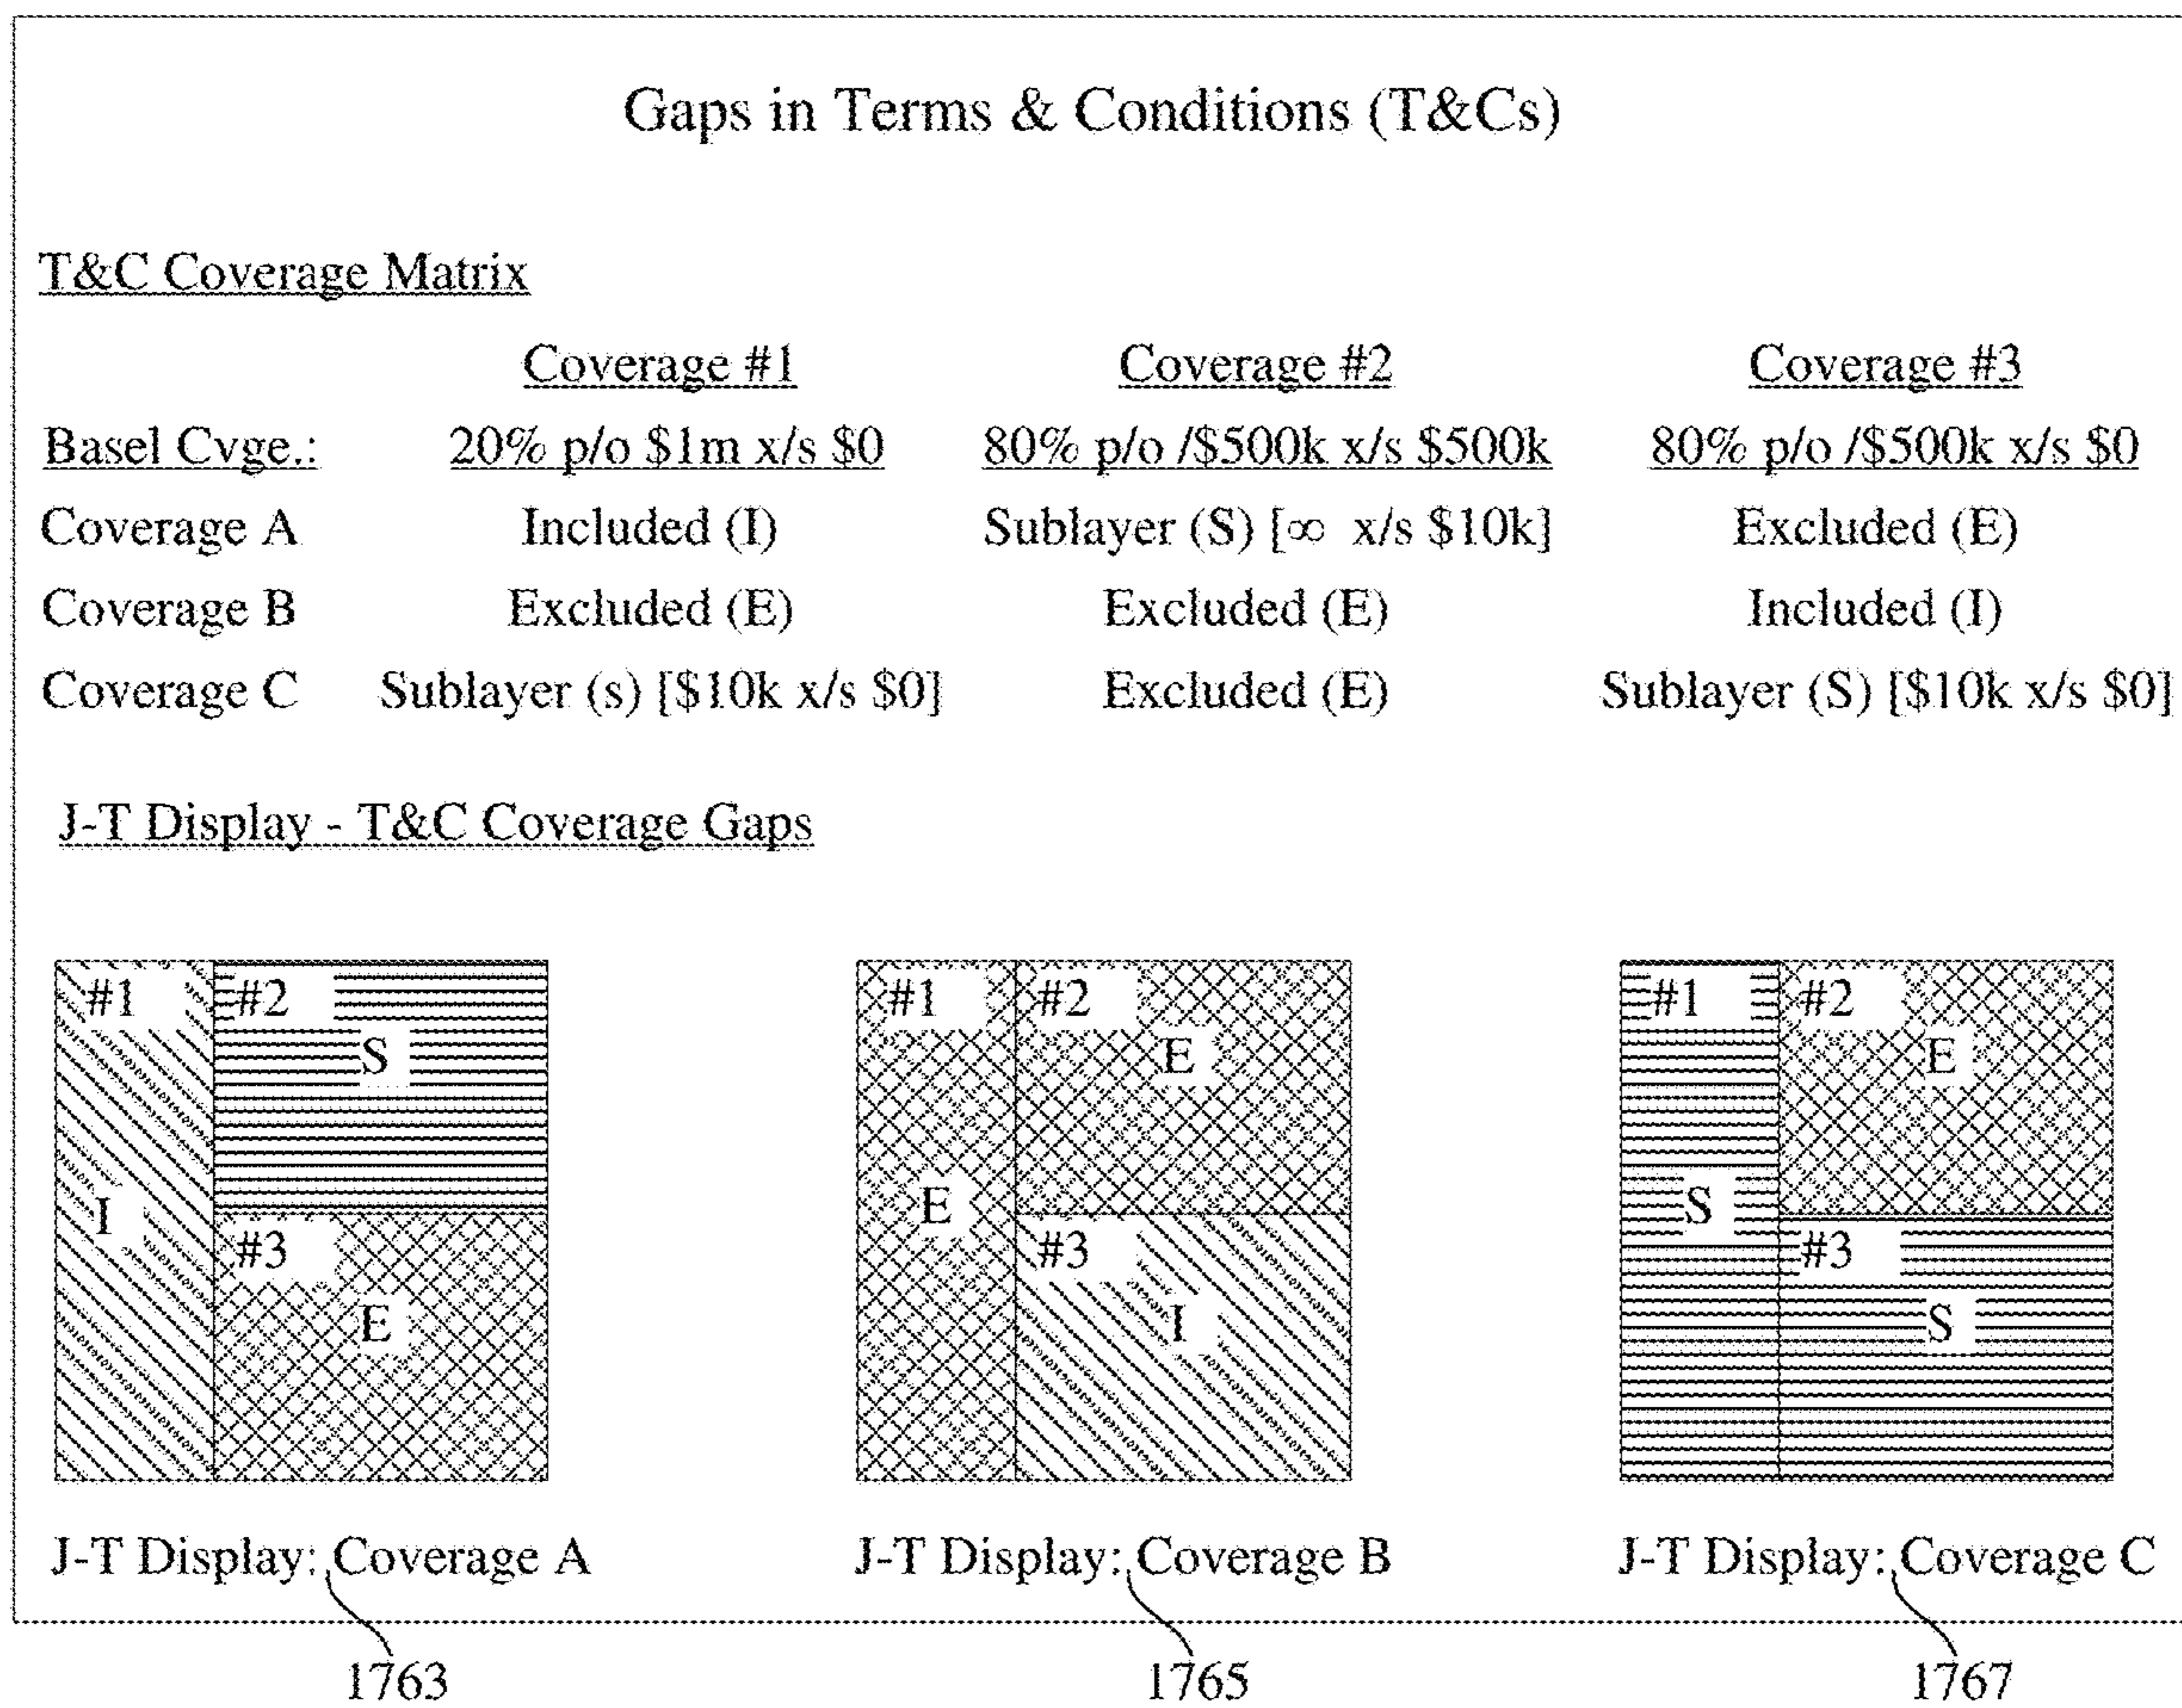 Gaps in Terms & Conditions (T&Cs)
T&C Coverage Matrix
Coverage #1 Coverage #2 Coverage #3
Basel Cvge.: 20% p/o $1m x/s $0 80% p/o /$500k x/s $500k 80% p/o /$500k x/s $0
Coverage A Included (I) Sublayer (S) [∞ x/s $10k] Excluded (E)
Coverage B Excluded (E) Excluded (E) Included (I)
Coverage C Sublayer (s) [$10k x/s $0] Excluded (E) Sublayer (S) [$10k x/s $0]
J-T Display - T&C Coverage Gaps
#1 #2 #1 #2 #1 #2
S E E
I E S
#3 #3 #3
E I S
J-T Display: Coverage A J-T Display: Coverage B J-T Display: Coverage C
1763 1765 1767